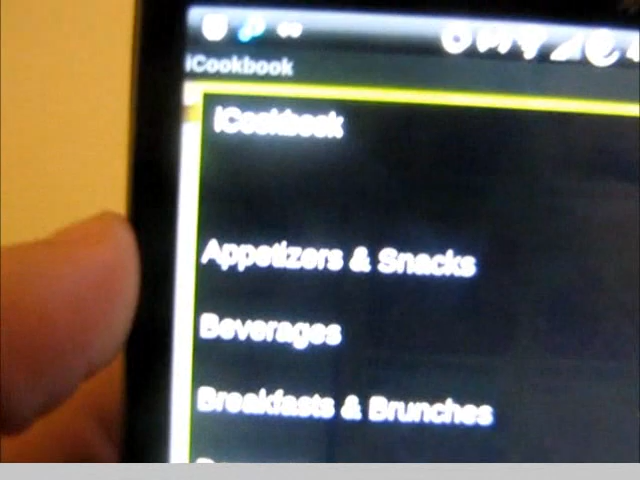 iCookbook
iCookbook
Appetizers & Snacks
Beverages
Breakfasts & Brunches